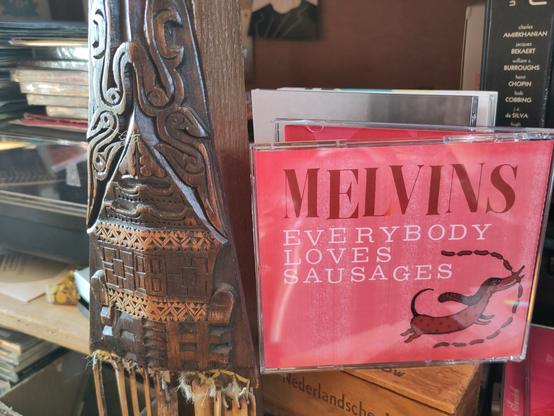 charles
AMIRKHANIAN
jacques
BEKAERT
william s.
BURROUGHS
henri
CHOPIN
bob
COBBING
j.-a.
da SILVA
MELVINS
EVERYBODY
LOVES
SAUSAGES
Nederlandsche